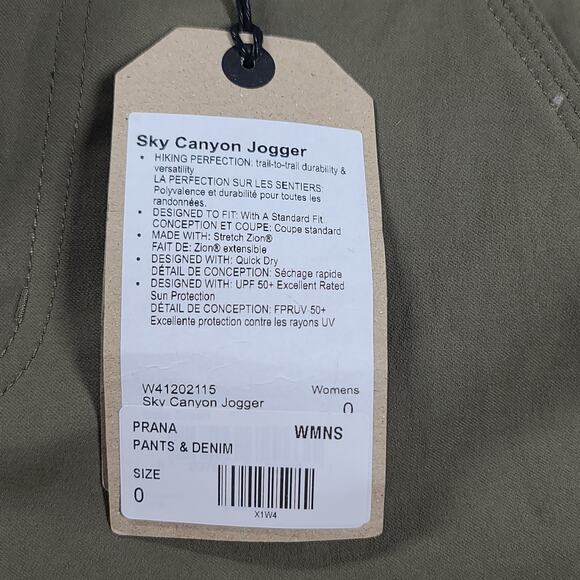 Sky Canyon Jogger
• HIKING PERFECTION: trail-to-trail durability &
versatility
LA PERFECTION SUR LES SENTIERS:
Polyvalence et durabilité pour toutes les
randonnées.
• DESIGNED TO FIT: With A Standard Fit
CONCEPTION ET COUPE: Coupe standard
• MADE WITH: Stretch Zion®
FAIT DE: Zion® extensible
• DESIGNED WITH: Quick Dry
DÉTAIL DE CONCEPTION: Séchage rapide
• DESIGNED WITH: UPF 50+ Excellent Rated
Sun Protection
DÉTAIL DE CONCEPTION: FPRUV 50+
Excellente protection contre les rayons UV
W41202115 Womens
Sky Canyon Jogger 0
PRANA WMNS
PANTS & DENIM
SIZE
0
X1W4